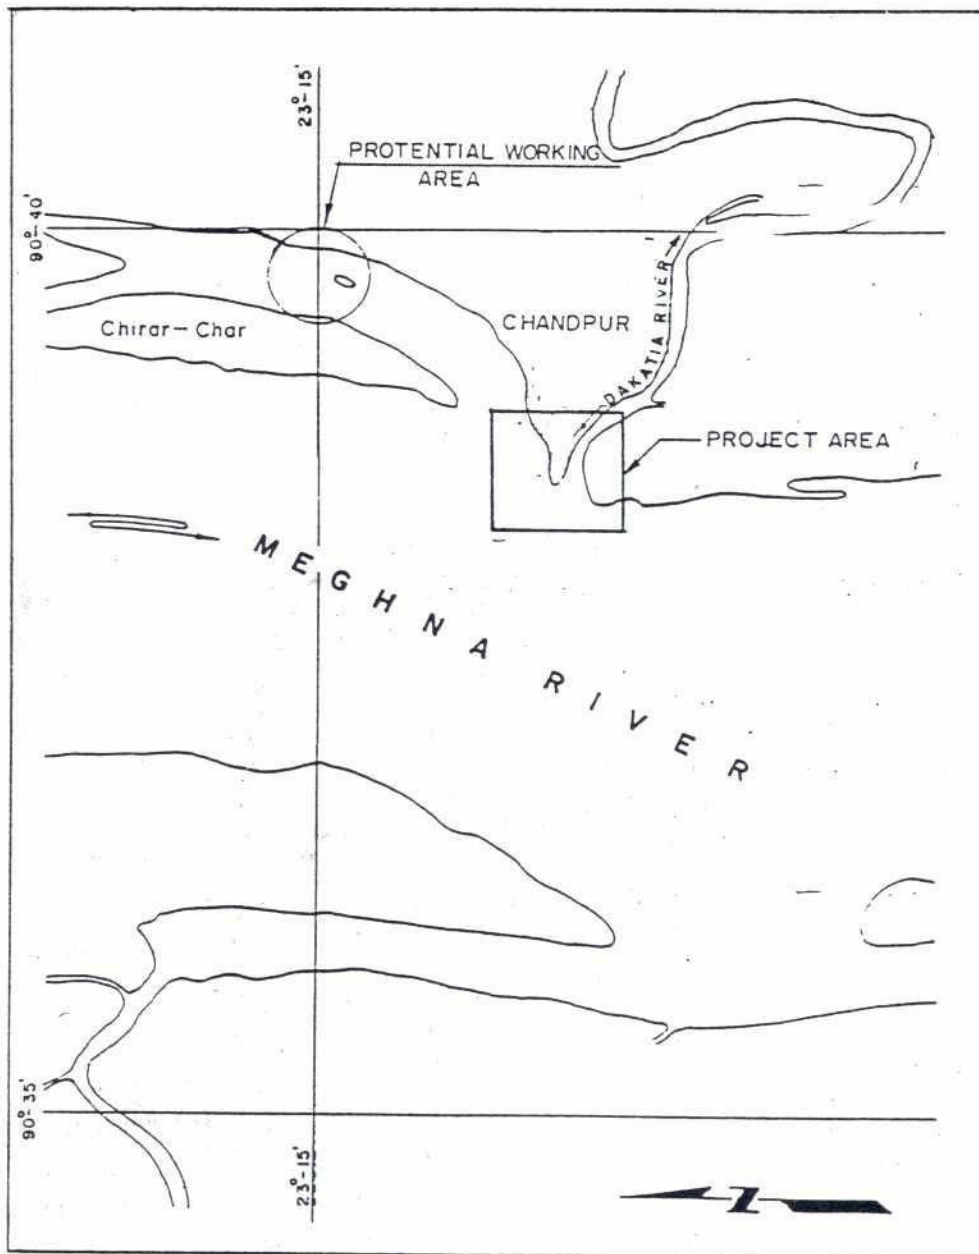 23°-15'
PROTENTIAL WORKING
AREA
90°-40'
CHANDPUR
Chirar-Char
DAKATIA RIVER
PROJECT AREA
MEGHNA RIVER
90°-35'
23°-15'
Z